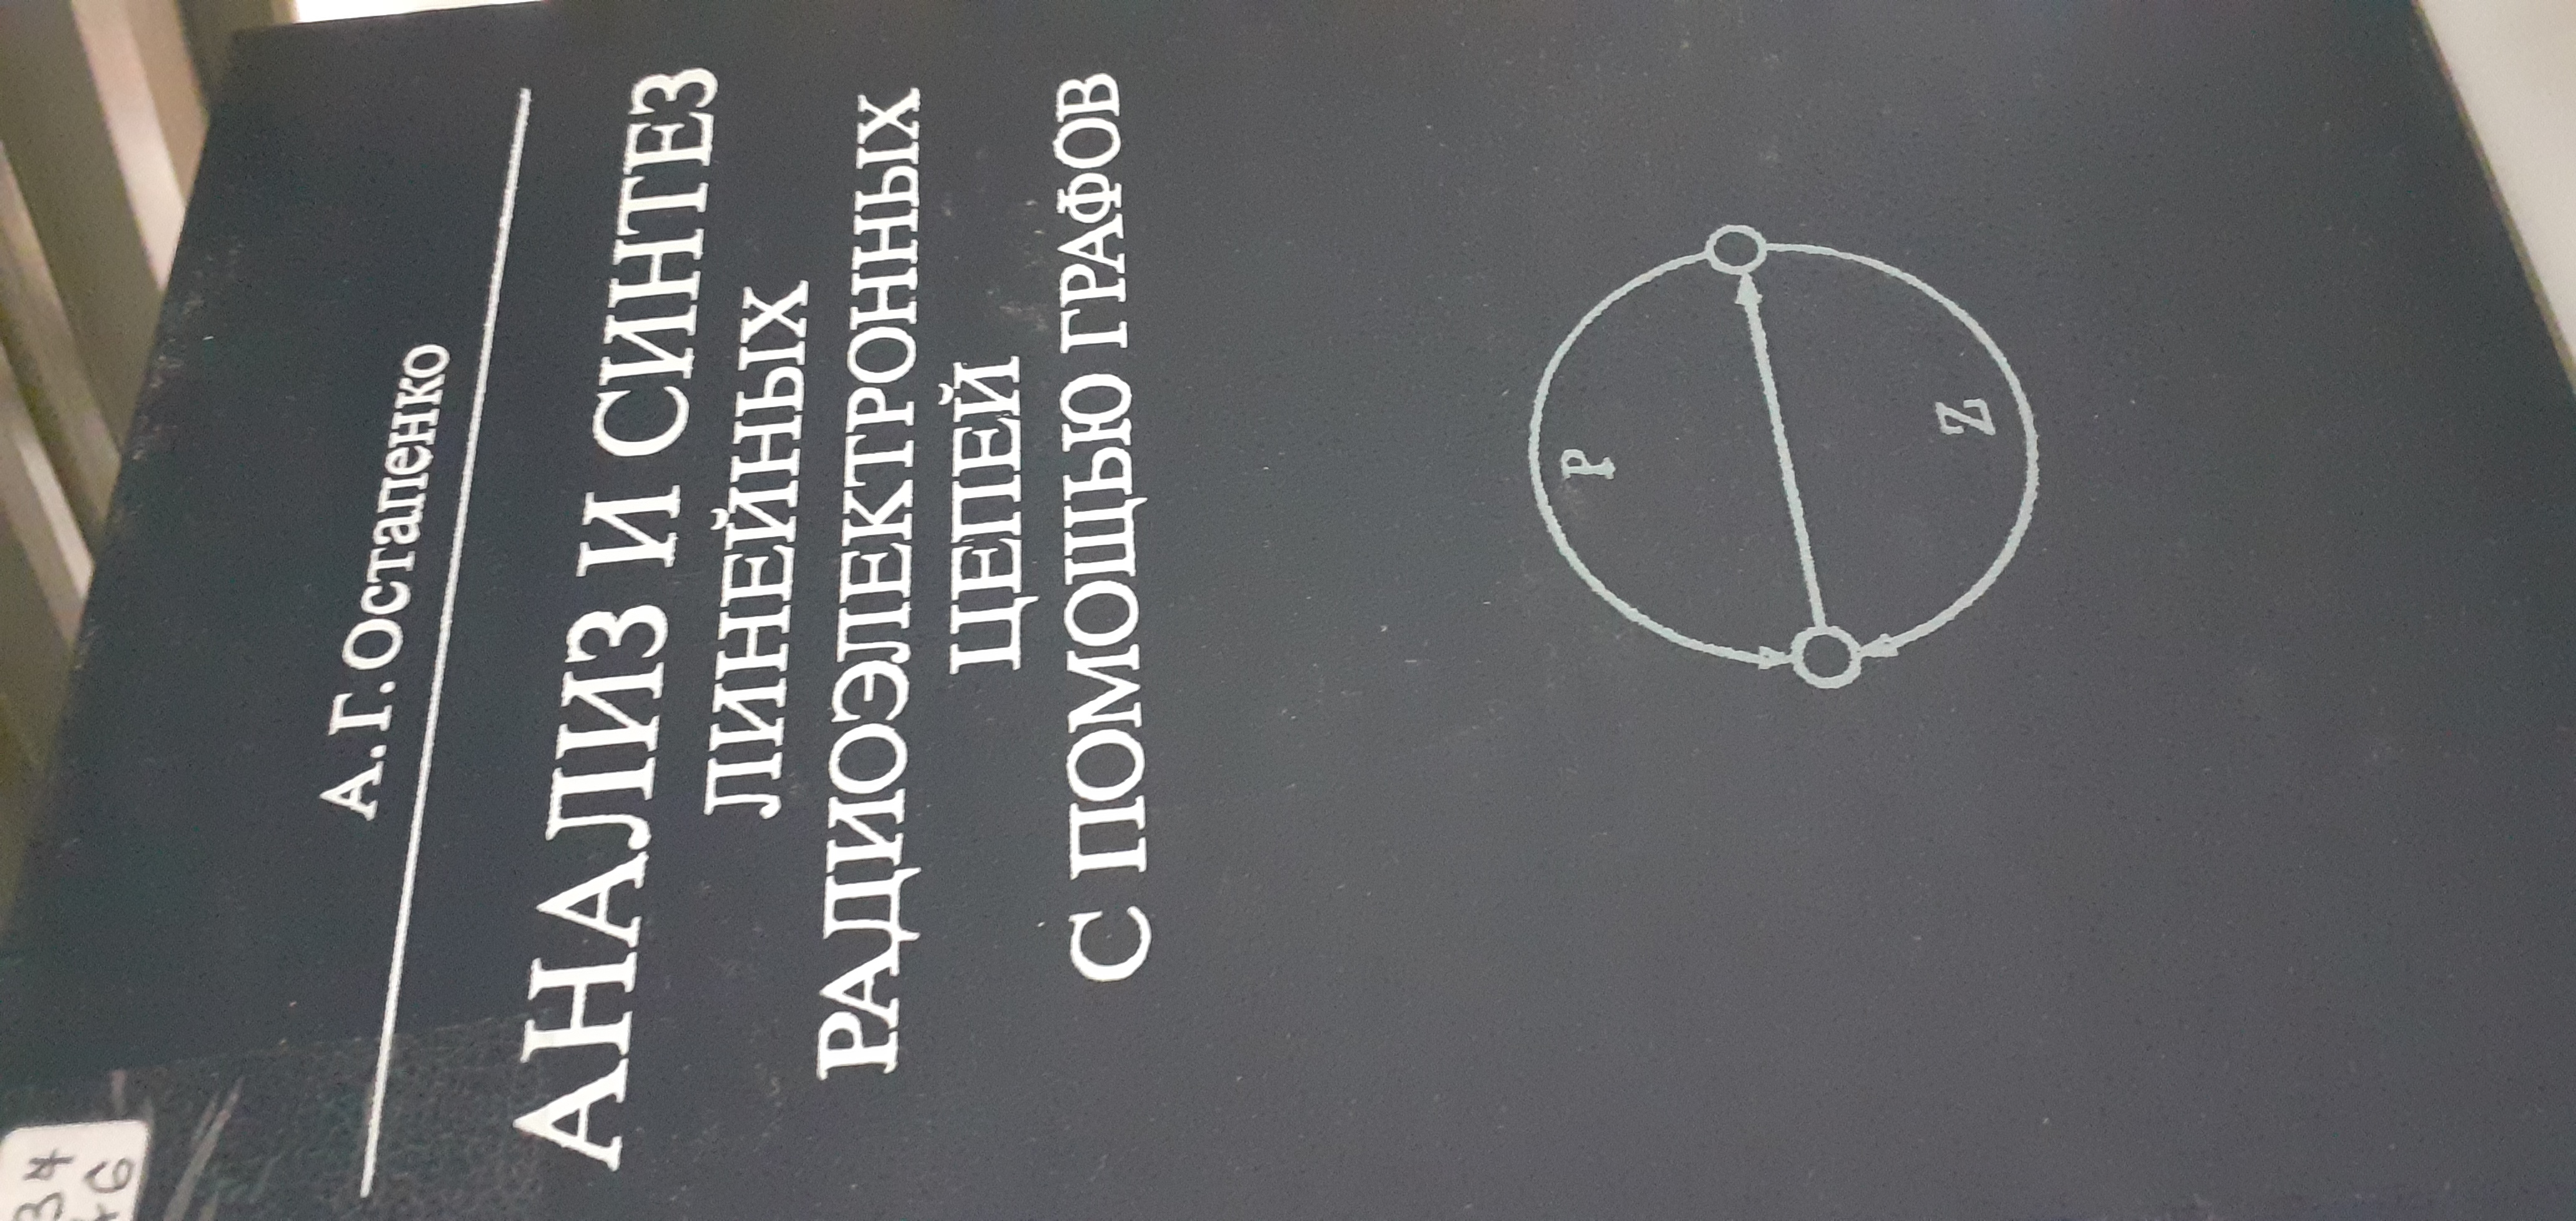 А.Г.Остапенко
АНАЛИЗ И СИНТЕЗ
ЛИНЕЙНЫХ
РАДИОЭЛЕКТРОННЫХ
ЦЕПЕЙ
С ПОМОЩЬЮ ГРАФОВ
P
Z